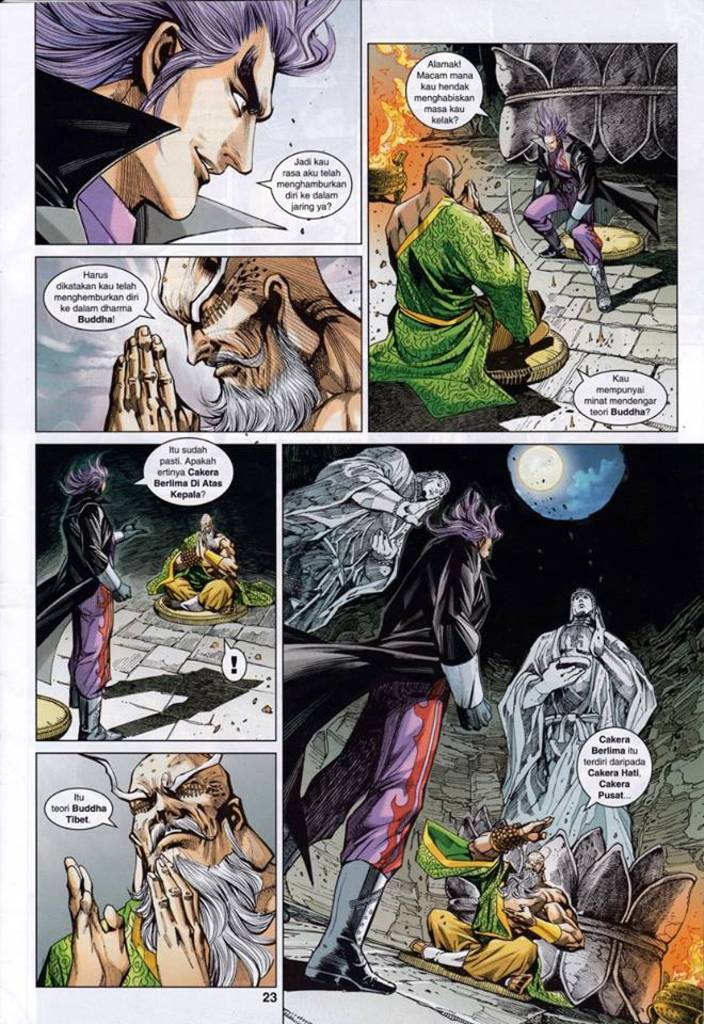 Jadi kau
rasa aku telah
menghamburkan
diri ke dalam
jaring ya?
Alamak!
Macam mana
kau hendak
menghabiskan
masa kau
kelak?
Kau
mempunyai
minat mendengar
teori Buddha?
Harus
dikatakan kau telah
menghemburkan diri
ke dalam dharma
Buddha!
Itu sudah
pasti. Apakah
ertinya Cakera
Berlima Di Atas
Kepala?
!
Itu
teori Buddha
Tibet.
Cakera
Berlima itu
terdiri daripada
Cakera Hati,
Cakera
Pusat...
23